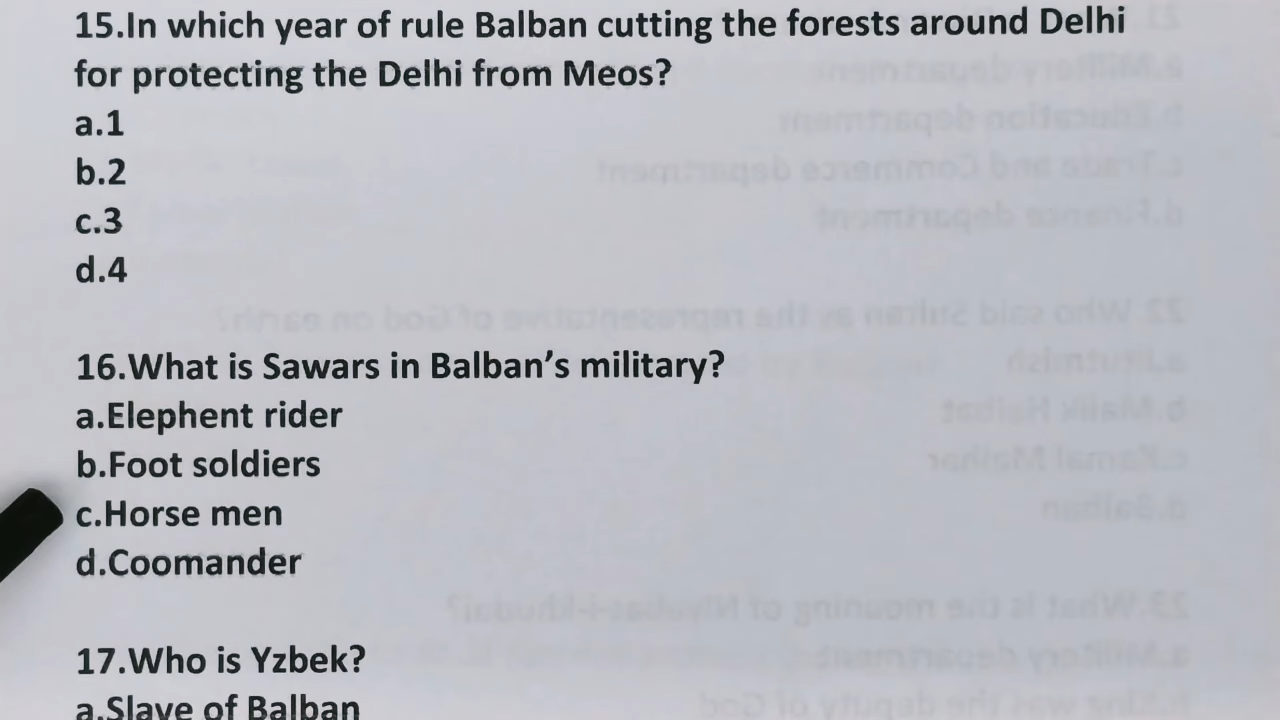 15.In which year of rule Balban cutting the forests around Delhi
for protecting the Delhi from Meos?
a.1
b.2
c.3
d.4
16.What is Sawars in Balban’s military?
a.Elephent rider
b.Foot soldiers
c.Horse men
d.Coomander
17.Who is Yzbek?
a.Slave of Balban